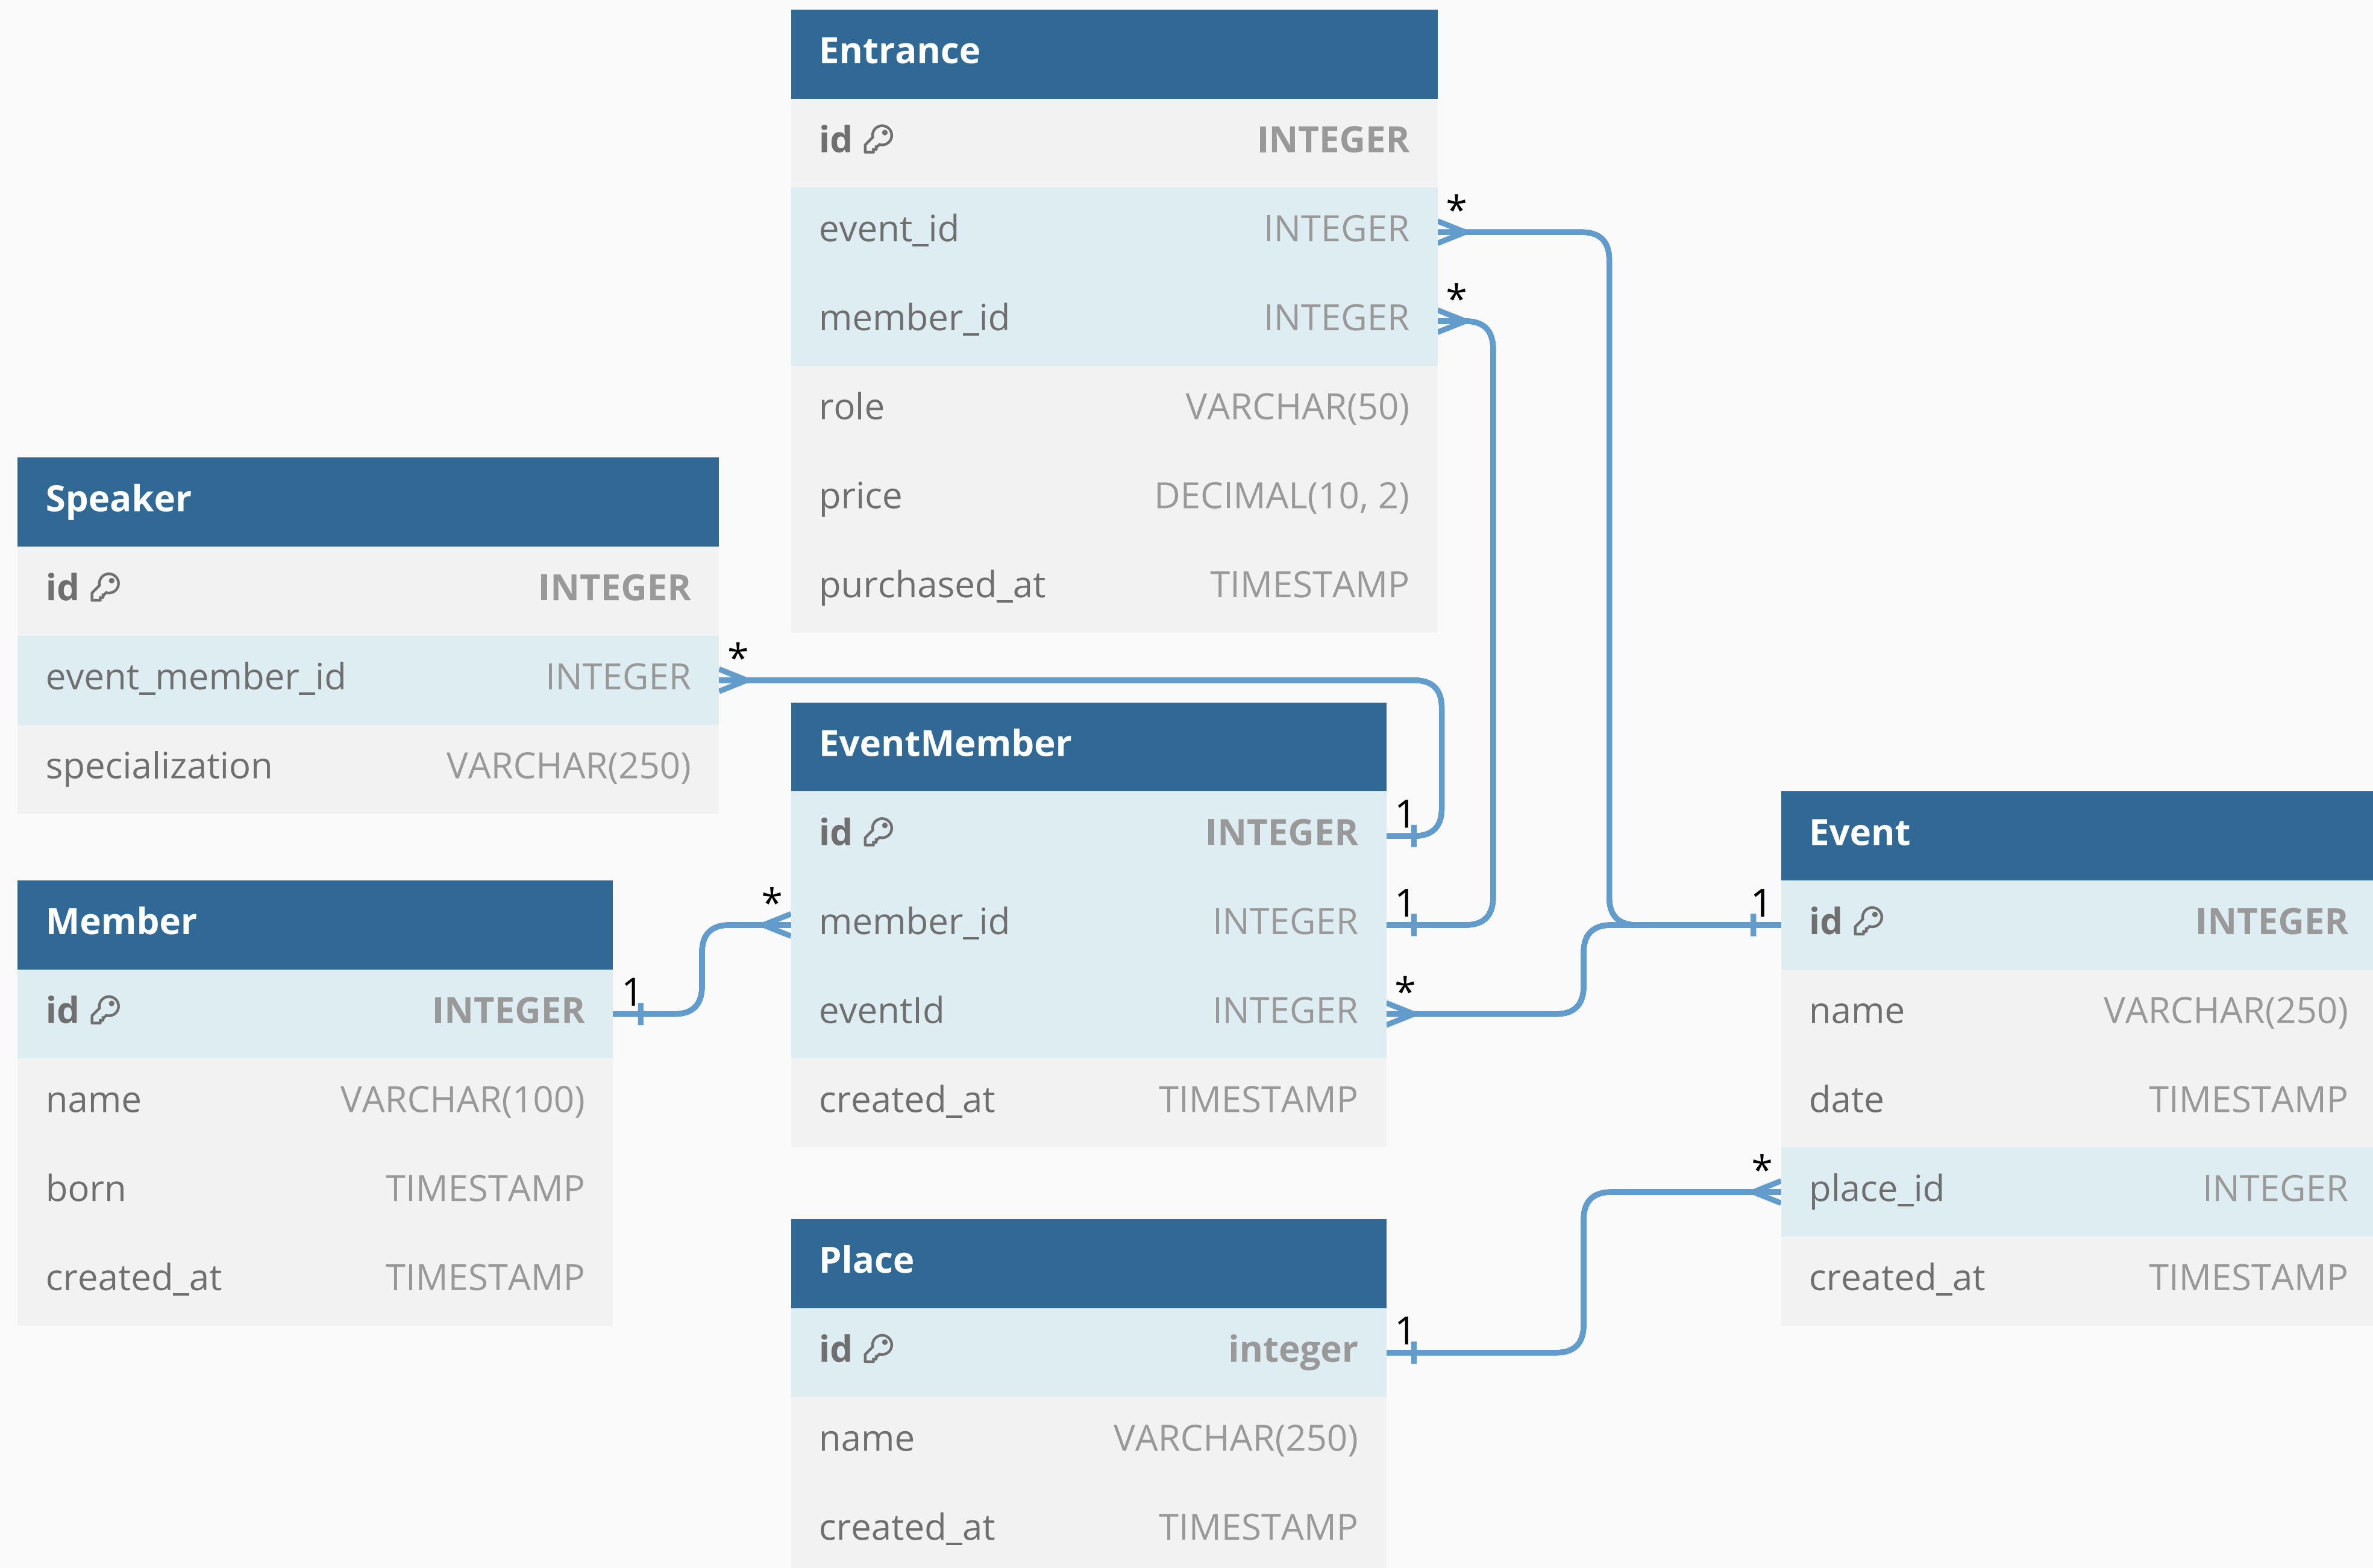 Entrance
id INTEGER
event_id INTEGER
member_id INTEGER
role VARCHAR(50)
price DECIMAL(10, 2)
purchased_at TIMESTAMP
*
*
Speaker
id INTEGER
event_member_id INTEGER
specialization VARCHAR(250)
*
EventMember
id INTEGER
member_id INTEGER
eventId INTEGER
created_at TIMESTAMP
1
1
*
*
Member
id INTEGER
name VARCHAR(100)
born TIMESTAMP
created_at TIMESTAMP
1
Event
id INTEGER
name VARCHAR(250)
date TIMESTAMP
place_id INTEGER
created_at TIMESTAMP
1
*
Place
id integer
name VARCHAR(250)
created_at TIMESTAMP
1